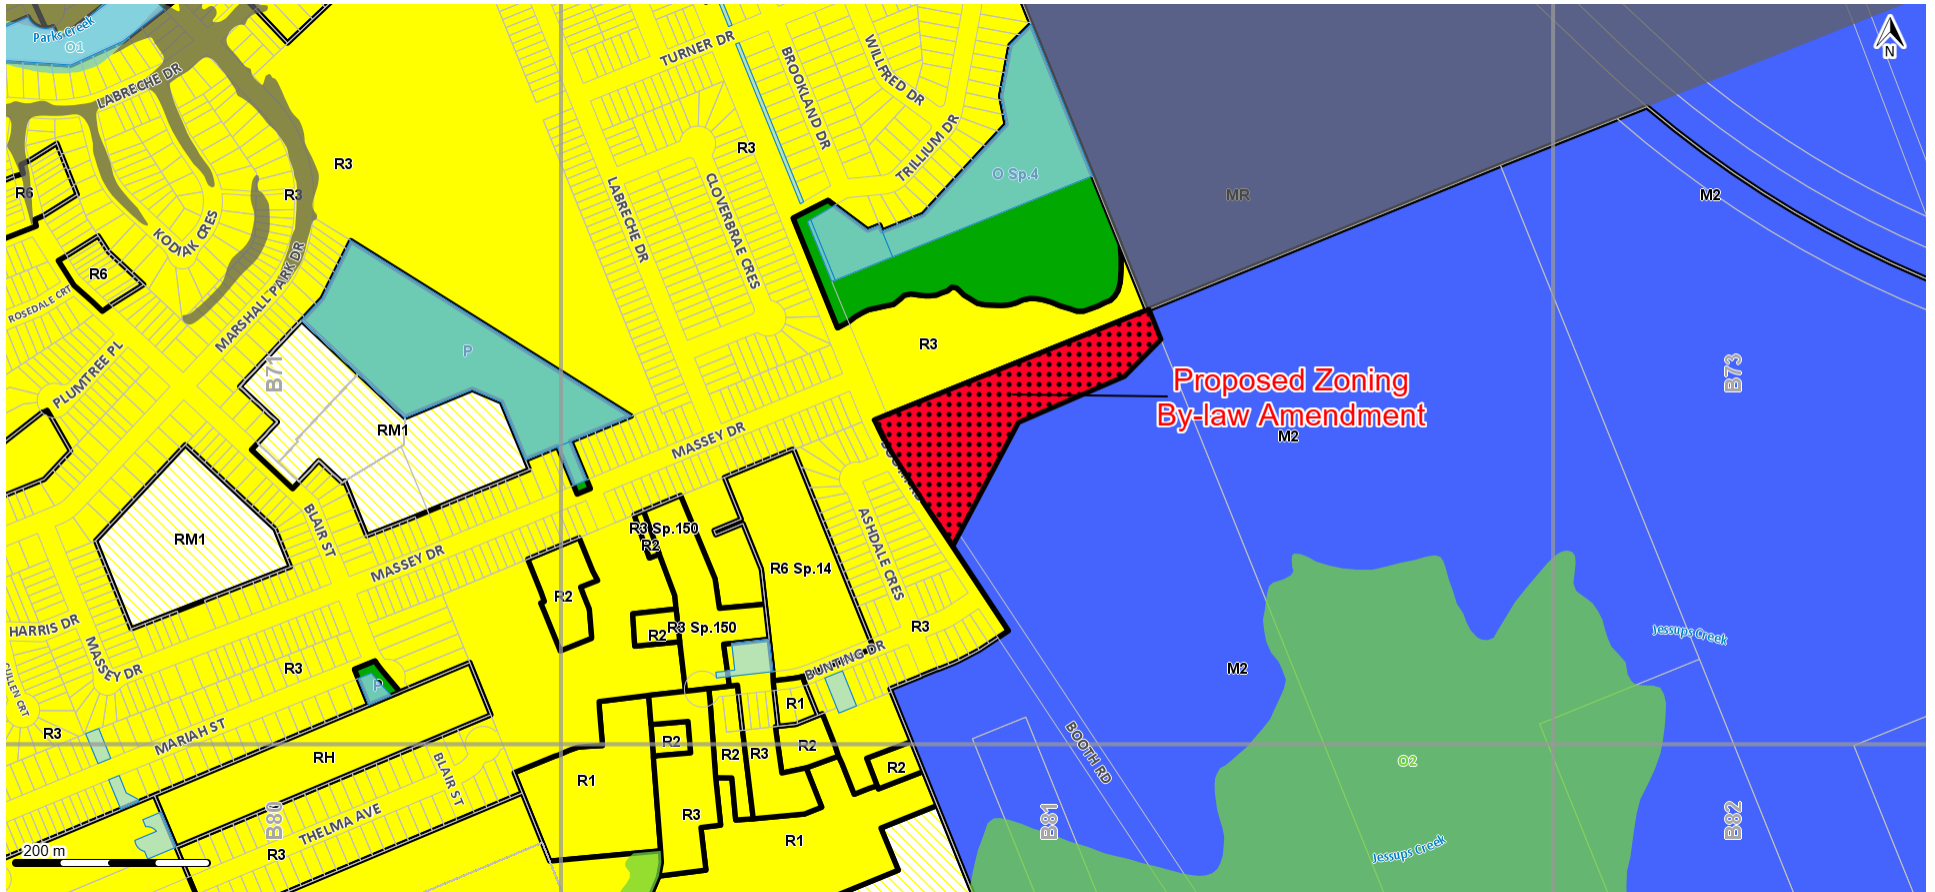 Parks Creek
O1
LABRECHE DR
TURNER DR
BROOKLAND DR
WILFRED DR
TRILLIUM DR
N
R3
R3
R3
R6
O Sp.4
MR
M2
LABRECHE DR
CLOVERBRAE CRES
KODIAK CRES
R6
MARSHALL PARK DR
ROSEDALE CRT
PLUMTREE PL
B71
P
R3
B73
Proposed Zoning
By-law Amendment
M2
RM1
MASSEY DR
RM1
BLAIR ST
MASSEY DR
R3 Sp.150
R2
R6 Sp.14
ASHDALE CRES
R2
R2
R3 Sp.150
R3
BUNTING DR
HARRIS DR
MASSEY DR
R3
P
M2
Jessups Creek
R3
MARIAH ST
RH
BLAIR ST
R1
R2
R2
R3
R2
R2
R1
BOOTH RD
O2
B80
THELMA AVE
R3
R3
R1
B81
B82
Jessups Creek
200 m